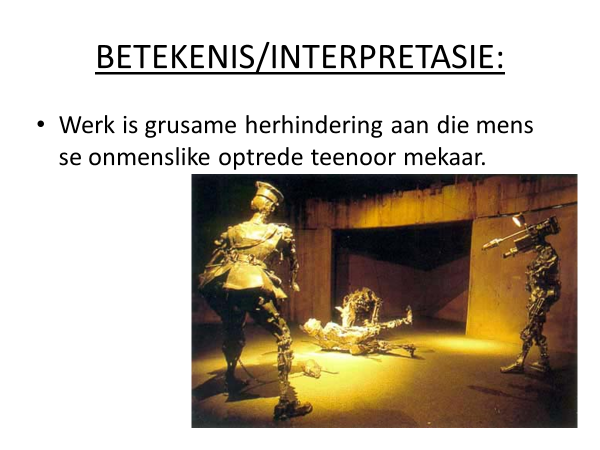 BETEKENIS/INTERPRETASIE:
• Werk is grusame herhindering aan die mens
se onmenslike optrede teenoor mekaar.